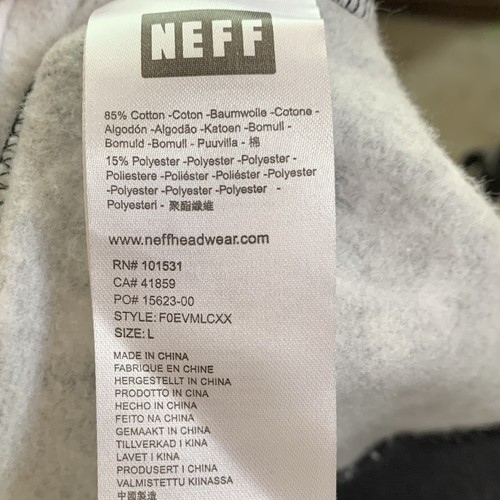 NEFF
85% Cotton -Coton -Baumwolle -Cotone -
Algodón -Algodão -Katoen -Bomull -
Bomuld -Bomull - Puuvilla - 棉
15% Polyester -Polyester -Polyester -
Poliestere -Poliéster -Poliéster -Polyester
-Polyester -Polyester -Polyester -
Polyesteri - 聚酯纖維
www.neffheadwear.com
RN# 101531
CA# 41859
PO# 15623-00
STYLE: F0EVMLCXX
SIZE: L
MADE IN CHINA
FABRIQUE EN CHINE
HERGESTELLT IN CHINA
PRODOTTO IN CINA
HECHO IN CHINA
FEITO NA CHINA
GEMAAKT IN CHINA
TILLVERKAD I KINA
LAVET I KINA
PRODUSERT I CHINA
VALMISTETTU KIINASSA
中國製造